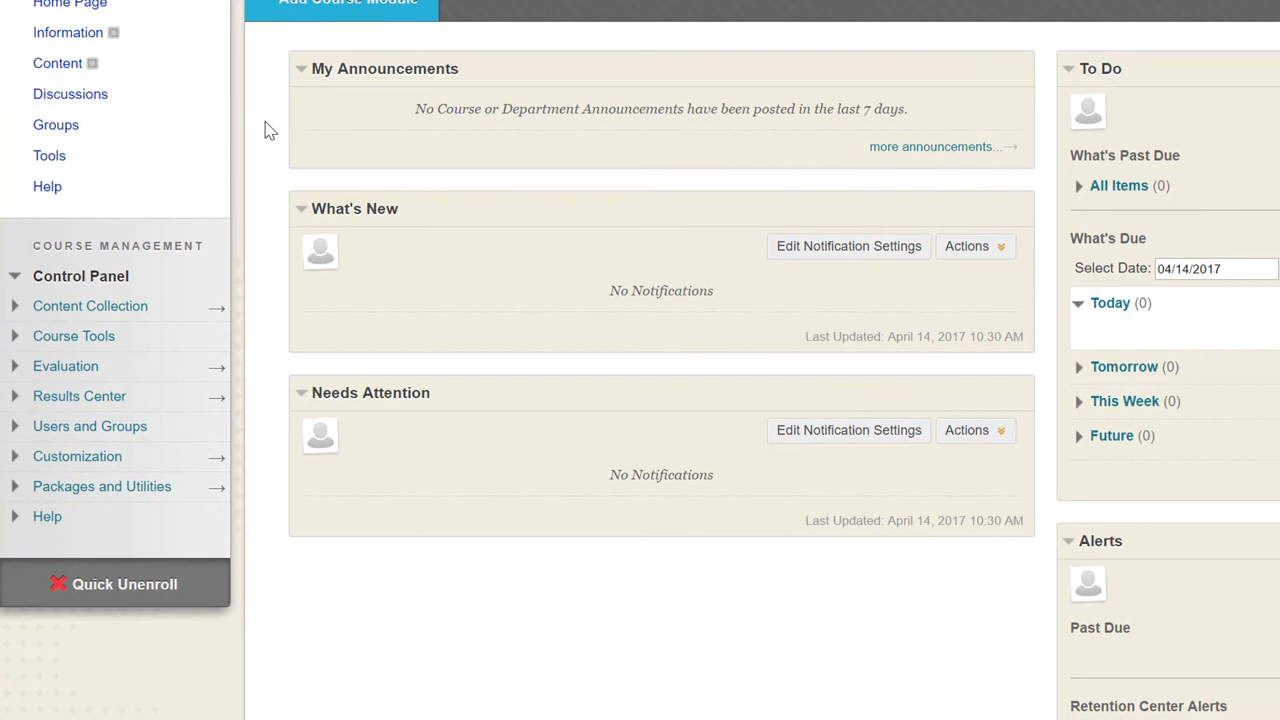 Home Page
Information
Content
Discussions
Groups
Tools
Help
COURSE MANAGEMENT
Control Panel
Content Collection
Course Tools
Evaluation
Results Center
Users and Groups
Customization
Packages and Utilities
Help
Quick Unenroll
Add Course Module
My Announcements
No Course or Department Announcements have been posted in the last 7 days.
more announcements...
What's New
Edit Notification Settings
Actions
No Notifications
Last Updated: April 14, 2017 10:30 AM
Needs Attention
Edit Notification Settings
Actions
No Notifications
Last Updated: April 14, 2017 10:30 AM
To Do
What's Past Due
All Items (0)
What's Due
Select Date: 04/14/2017
Today (0)
Tomorrow (0)
This Week (0)
Future (0)
Alerts
Past Due
Retention Center Alerts